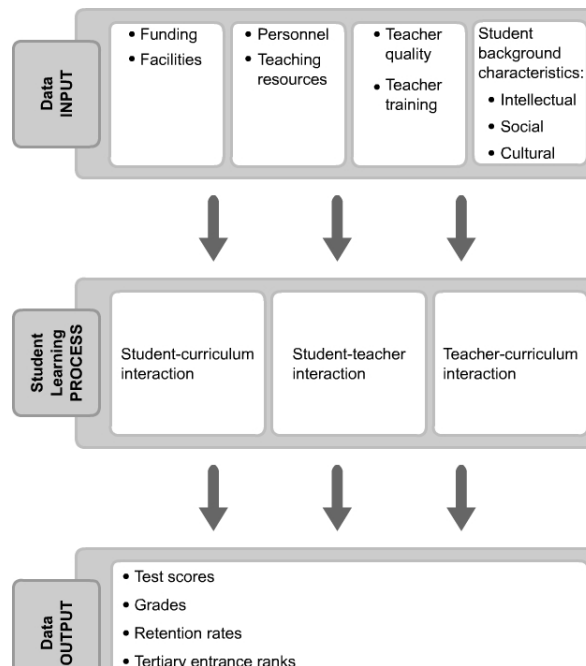 Data
INPUT
• Funding
• Facilities
• Personnel
• Teaching
resources
• Teacher
quality
• Teacher
training
Student
background
characteristics:
• Intellectual
• Social
• Cultural
Student
Learning
PROCESS
Student-curriculum
interaction
Student-teacher
interaction
Teacher-curriculum
interaction
Data
OUTPUT
• Test scores
• Grades
• Retention rates
• Tertiary entrance ranks